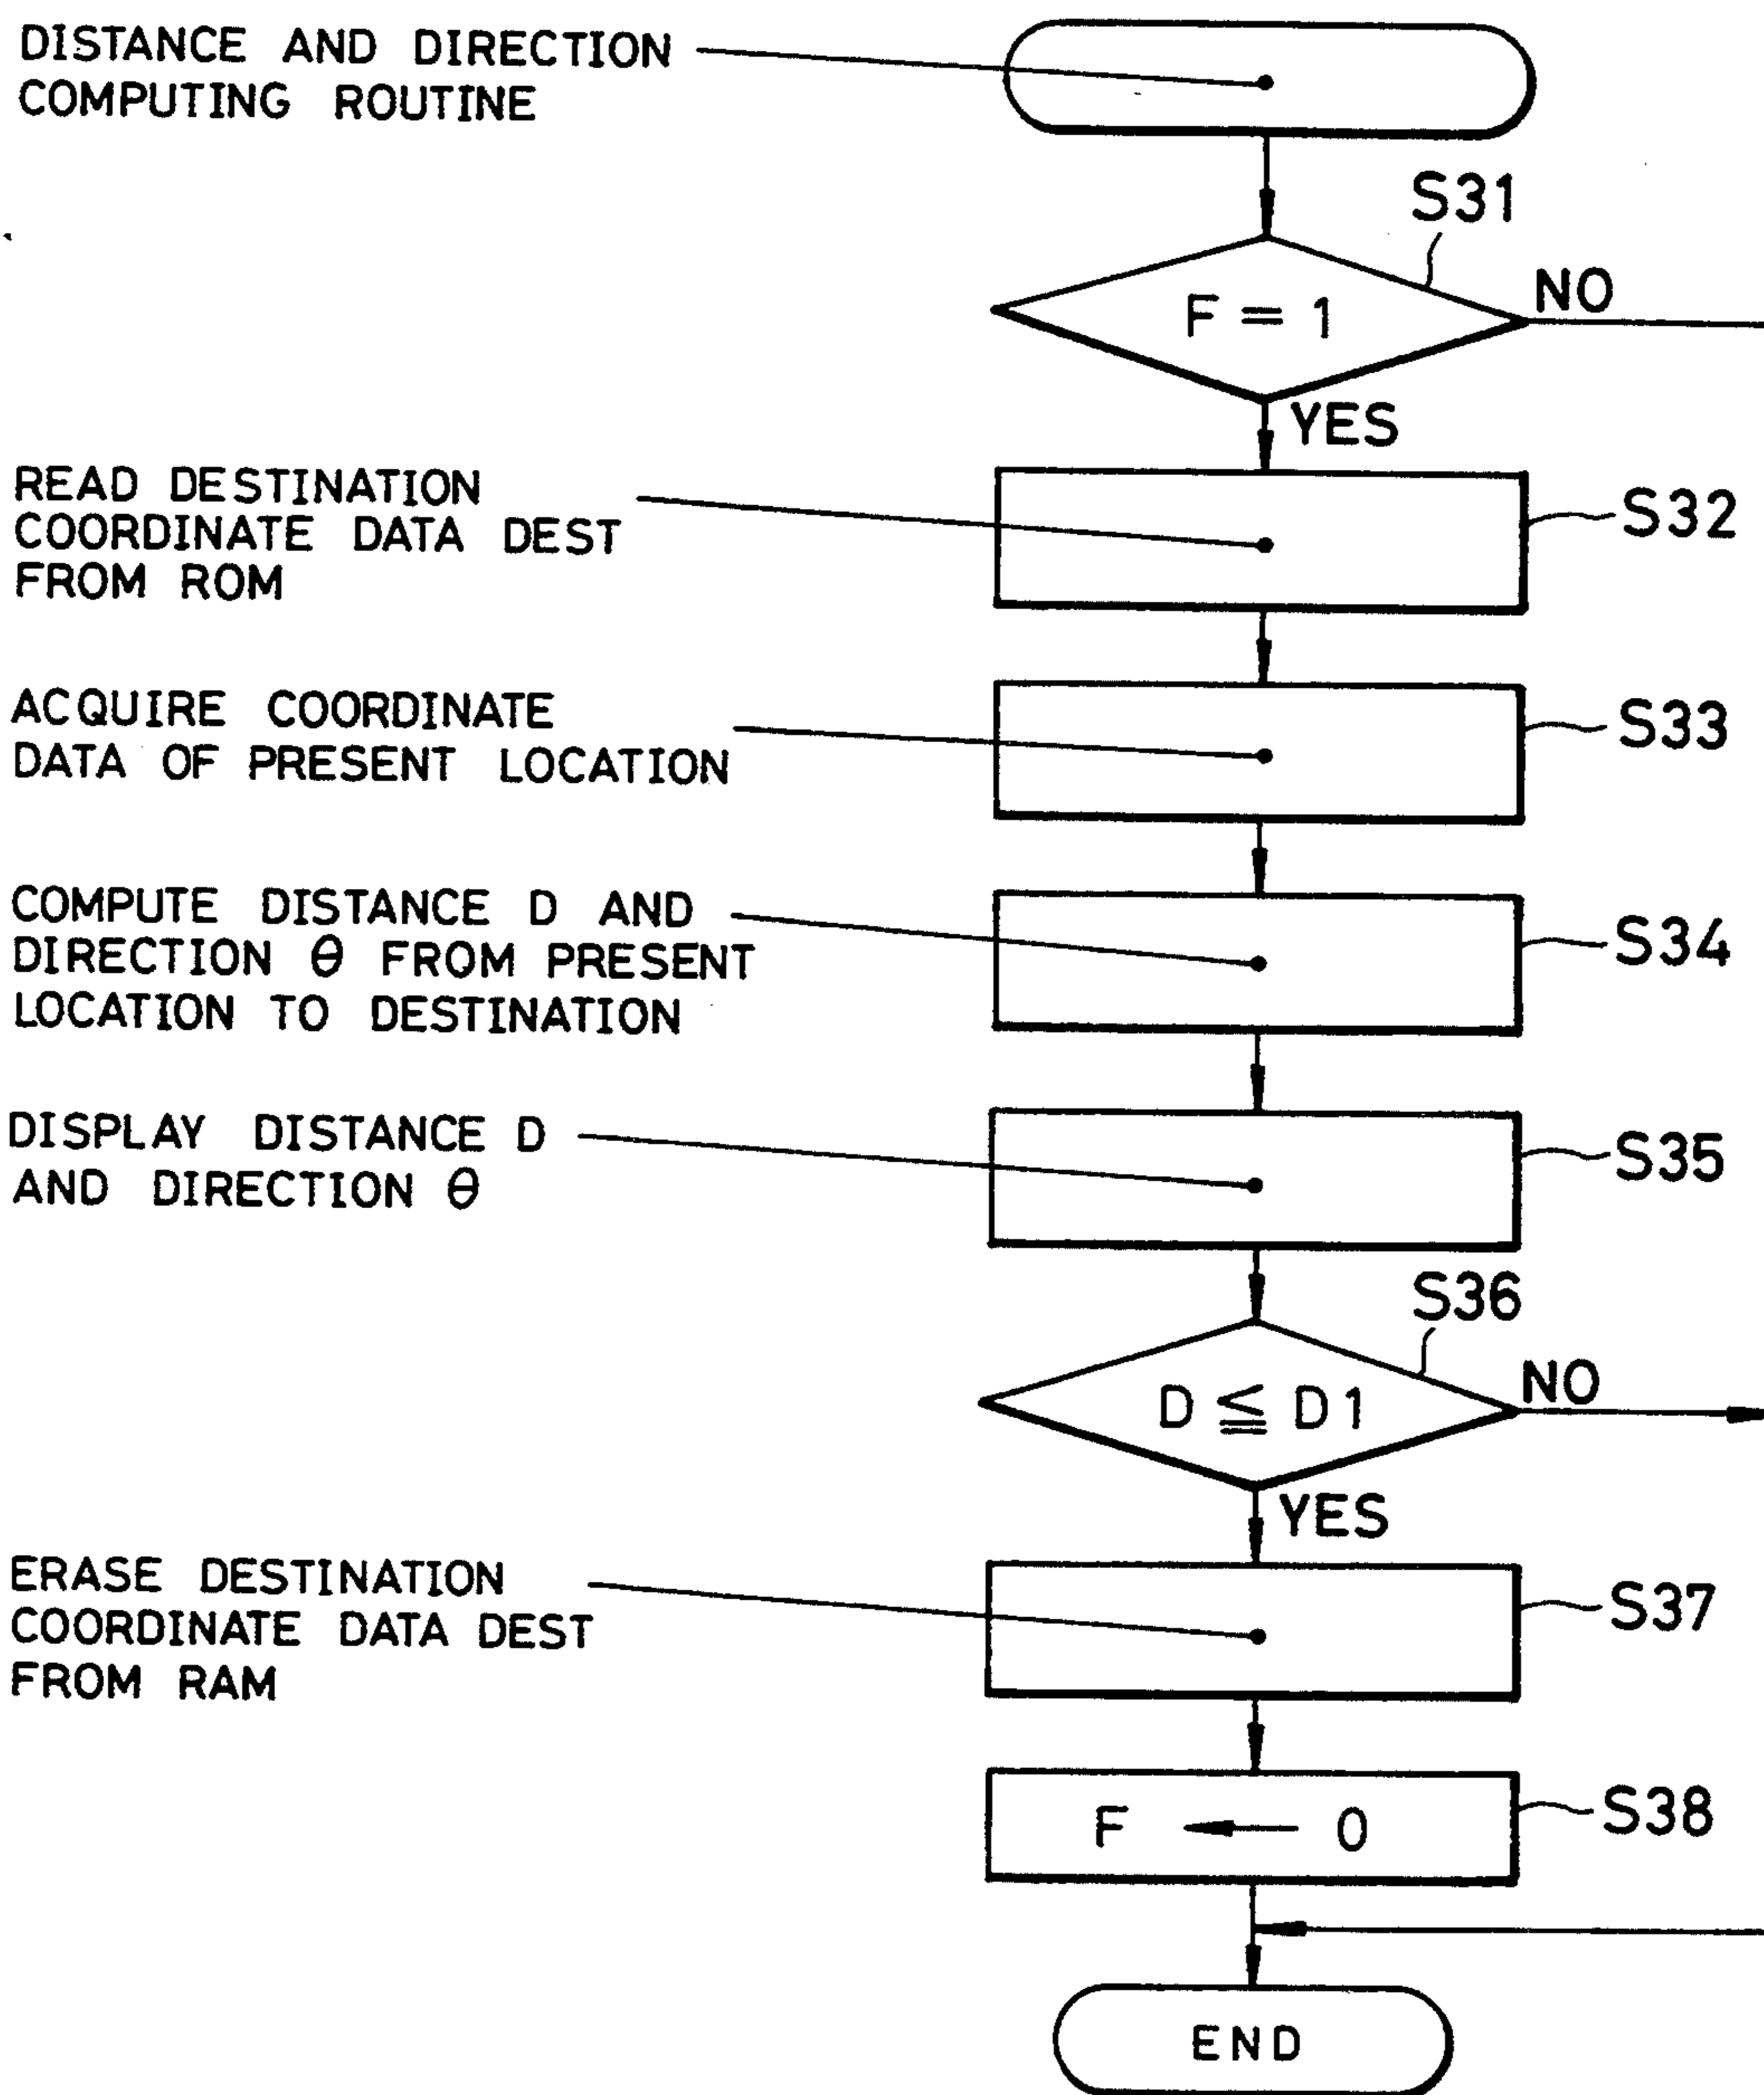 DISTANCE AND DIRECTION
COMPUTING ROUTINE
S31
F = 1
NO
YES
READ DESTINATION
COORDINATE DATA DEST
FROM ROM
S32
ACQUIRE COORDINATE
DATA OF PRESENT LOCATION
S33
COMPUTE DISTANCE D AND
DIRECTION θ FROM PRESENT
LOCATION TO DESTINATION
S34
DISPLAY DISTANCE D
AND DIRECTION θ
S35
S36
D ≦ D1
NO
YES
ERASE DESTINATION
COORDINATE DATA DEST
FROM RAM
S37
F ← 0
S38
END